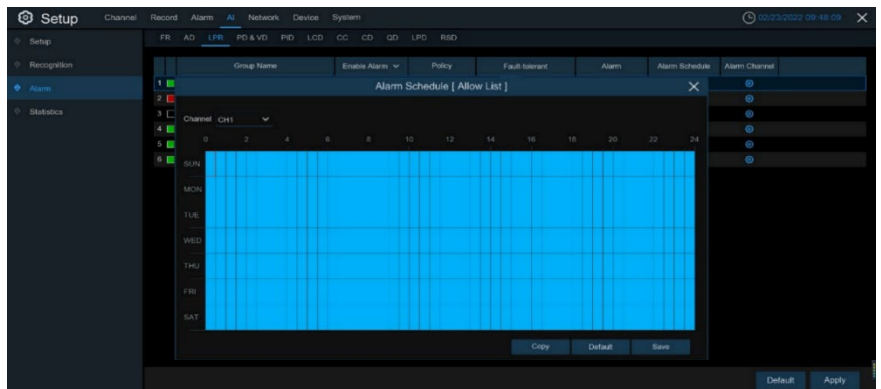 Setup Channel Record Alarm AI Network Device System 02/23/2022 09:48:09
Setup FR AD LPR PD & VD PID LCD CC CD QD LPD RSD
Recognition Group Name Enable Alarm Policy Fault-tolerant Alarm Alarm Schedule Alarm Channel
Alarm 1 Alarm Schedule [ Allow List ]
2
Statistics 3 Channel CH1
4 0 2 4 6 8 10 12 14 16 18 20 22 24
5
6 SUN
MON
TUE
WED
THU
FRI
SAT
Copy Default Save
Default Apply